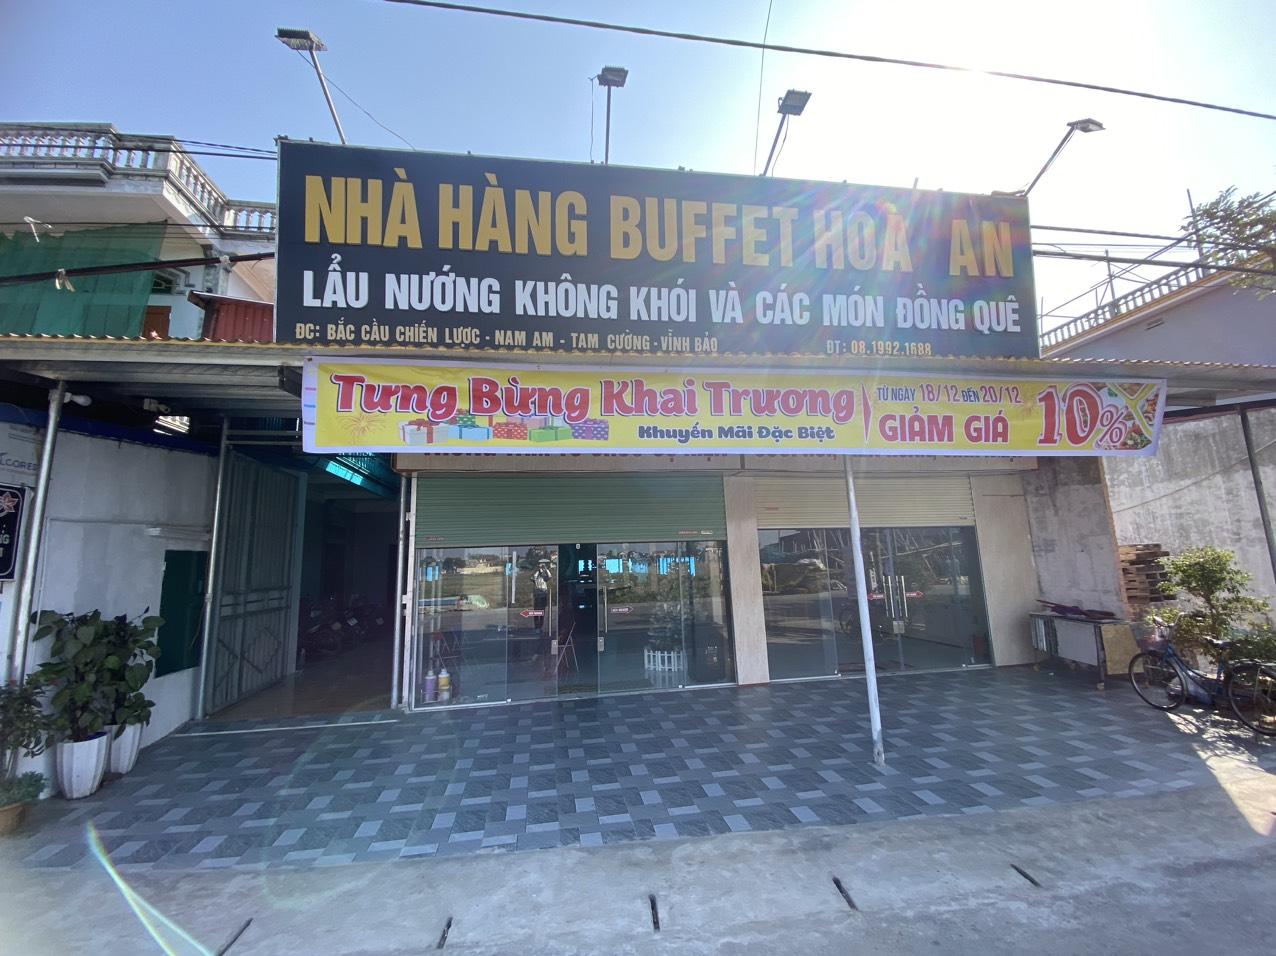 NHÀ HÀNG BUFFET HOA AN
LẨU NƯỚNG KHÔNG KHÓI VÀ CÁC MÓN ĐỒNG QUÊ
ĐC: BẮC CẦU CHIẾN LƯỢC - NAM AM - TAM CƯỜNG - VĨNH BẢO ĐT: 08.1992.1688
Tưng Bừng Khai Trương
Khuyến Mãi Đặc Biệt
TỪ NGÀY 18/12 ĐẾN 20/12
GIẢM GIÁ 10%